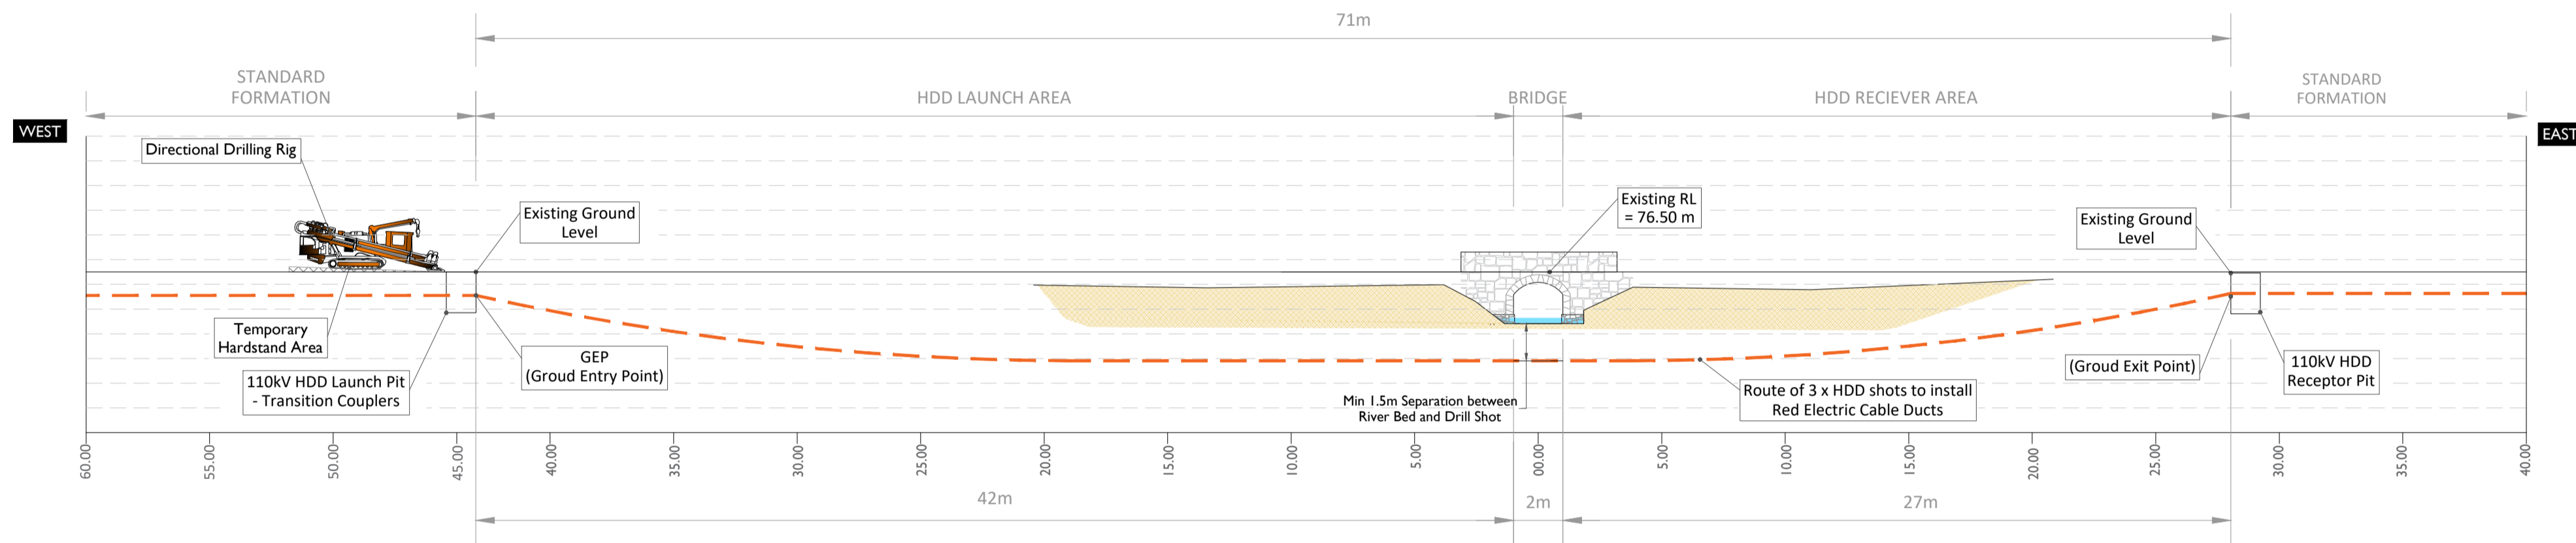 71m
STANDARD
FORMATION
HDD LAUNCH AREA
BRIDGE
HDD RECIEVER AREA
STANDARD
FORMATION
WEST
EAST
Directional Drilling Rig
Existing Ground
Level
Existing RL
= 76.50 m
Existing Ground
Level
Temporary
Hardstand Area
GEP
(Groud Entry Point)
110kV HDD Launch Pit
- Transition Couplers
Min 1.5m Separation between
River Bed and Drill Shot
Route of 3 x HDD shots to install
Red Electric Cable Ducts
(Groud Exit Point)
110kV HDD
Receptor Pit
60.00
55.00
50.00
45.00
40.00
35.00
30.00
25.00
20.00
15.00
10.00
5.00
00.00
5.00
10.00
15.00
20.00
25.00
30.00
35.00
40.00
42m
2m
27m